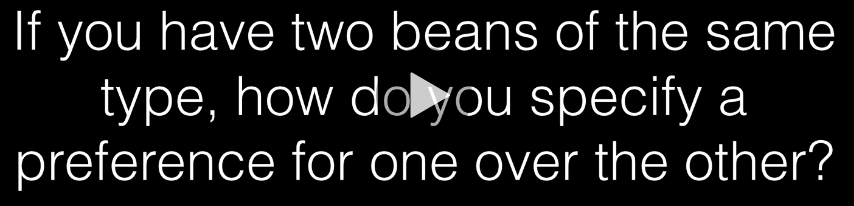 If you have two beans of the same
type, how do you specify a
preference for one over the other?